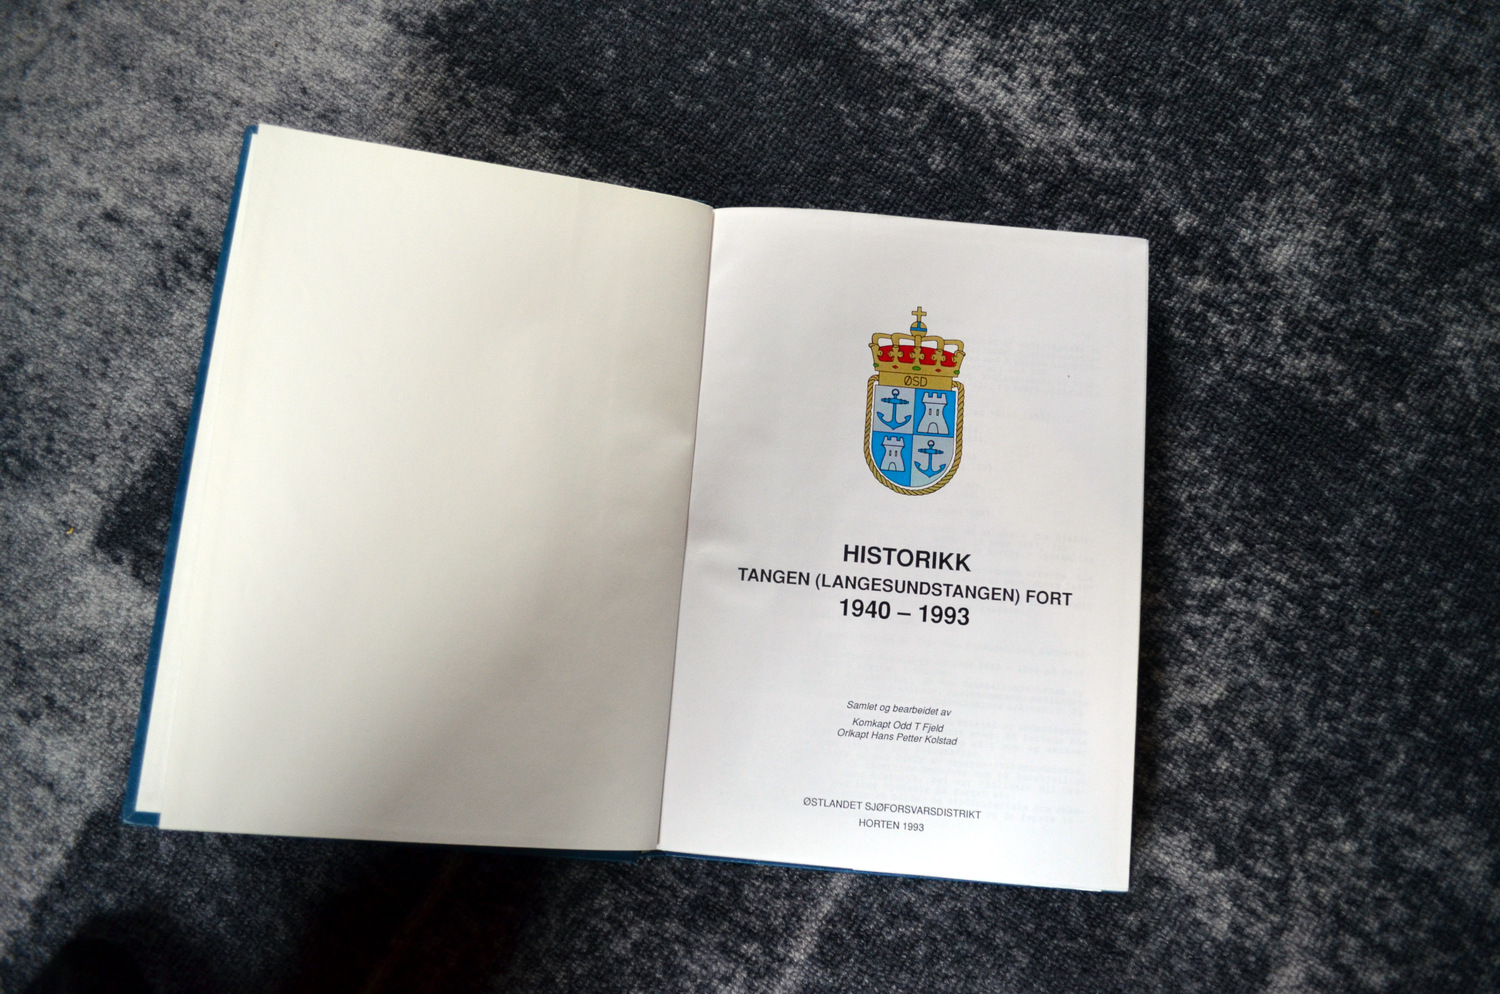 ØSD
HISTORIKK
TANGEN (LANGESUNDSTANGEN) FORT
1940 – 1993
Samlet og bearbeidet av
Komkapt Odd T Fjeld
Orlkapt Hans Petter Kolstad
ØSTLANDET SJØFORSVARSDISTRIKT
HORTEN 1993